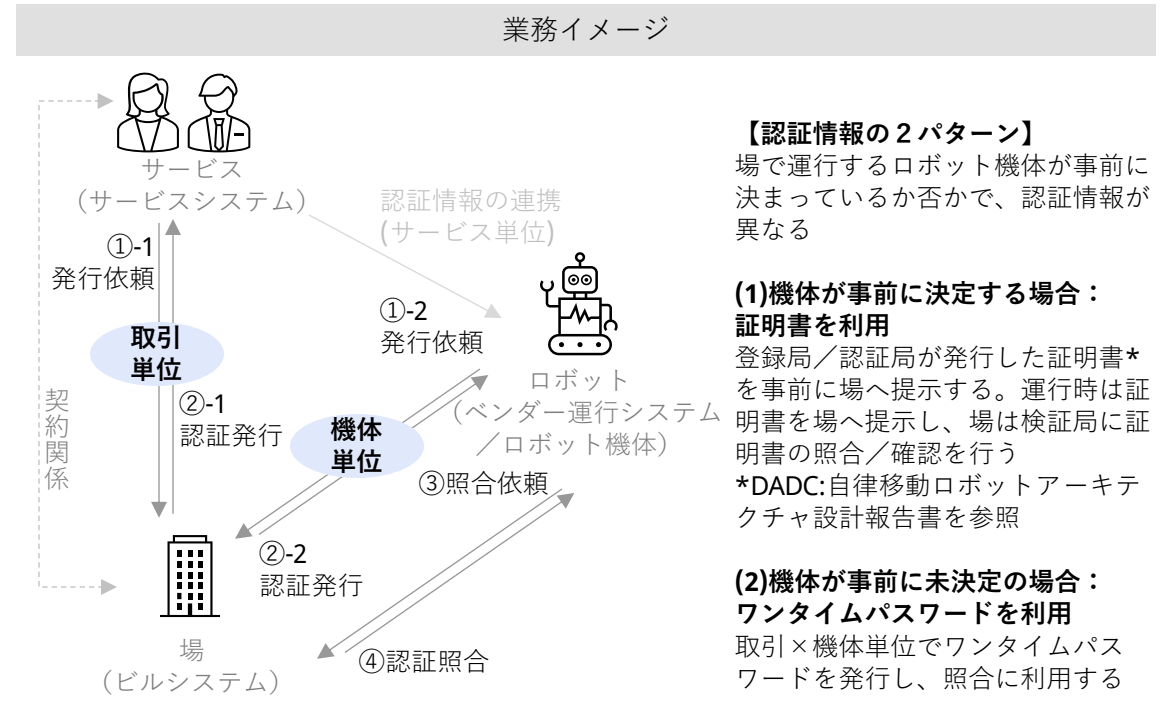 業務イメージ
サービス
（サービスシステム）
認証情報の連携
(サービス単位)
①-1
発行依頼
取引
単位
②-1
認証発行
契約関係
①-2
発行依頼
機体
単位
ロボット
（ベンダー運行システム
／ロボット機体）
③照合依頼
②-2
認証発行
④認証照合
場
（ビルシステム）
【認証情報の２パターン】
場で運行するロボット機体が事前に
決まっているか否かで、認証情報が
異なる
(1)機体が事前に決定する場合：
証明書を利用
登録局／認証局が発行した証明書*
を事前に場へ提示する。運行時は証
明書を場へ提示し、場は検証局に証
明書の照合／確認を行う
*DADC:自律移動ロボットアーキテ
クチャ設計報告書を参照
(2)機体が事前に未決定の場合：
ワンタイムパスワードを利用
取引×機体単位でワンタイムパス
ワードを発行し、照合に利用する